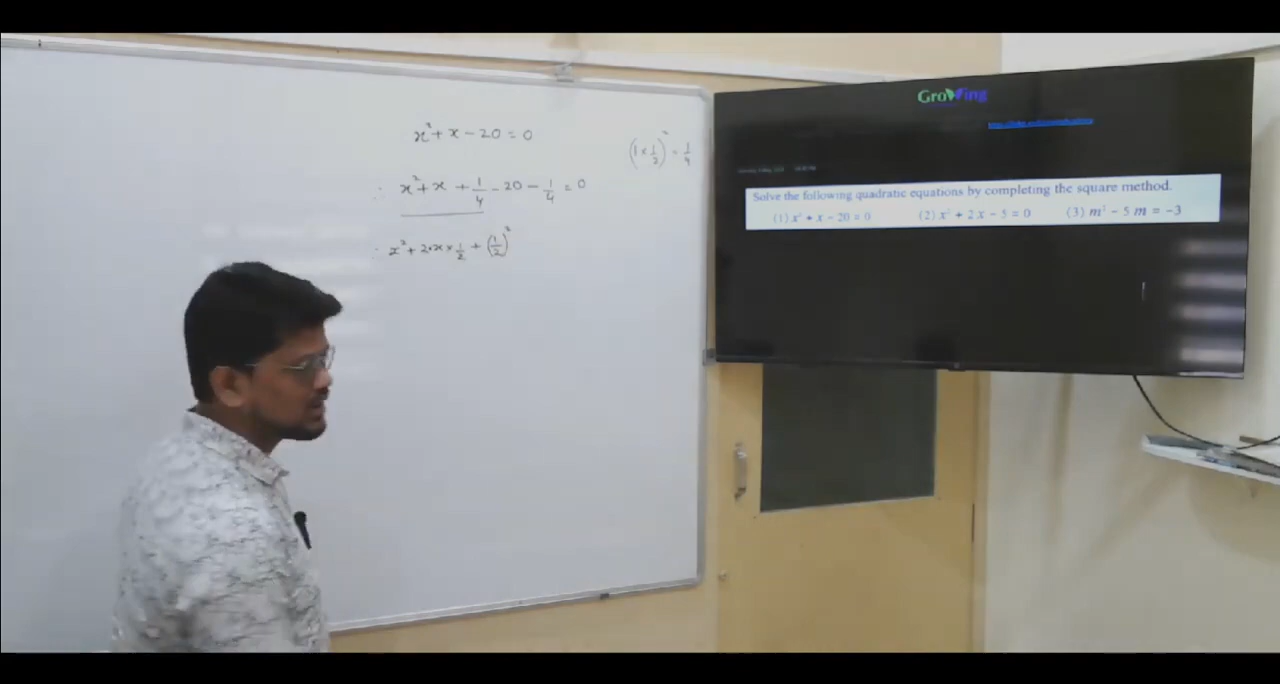 x² + x - 20 = 0
(1 × 1/2)² = 1/4
∴ x² + x + 1/4 - 20 - 1/4 = 0
∴ x² + 2·x × 1/2 + (1/2)²
Growing
Solve the following quadratic equations by completing the square method.
(1) x² + x - 20 = 0 (2) x² + 2x - 5 = 0 (3) m² - 5m = -3